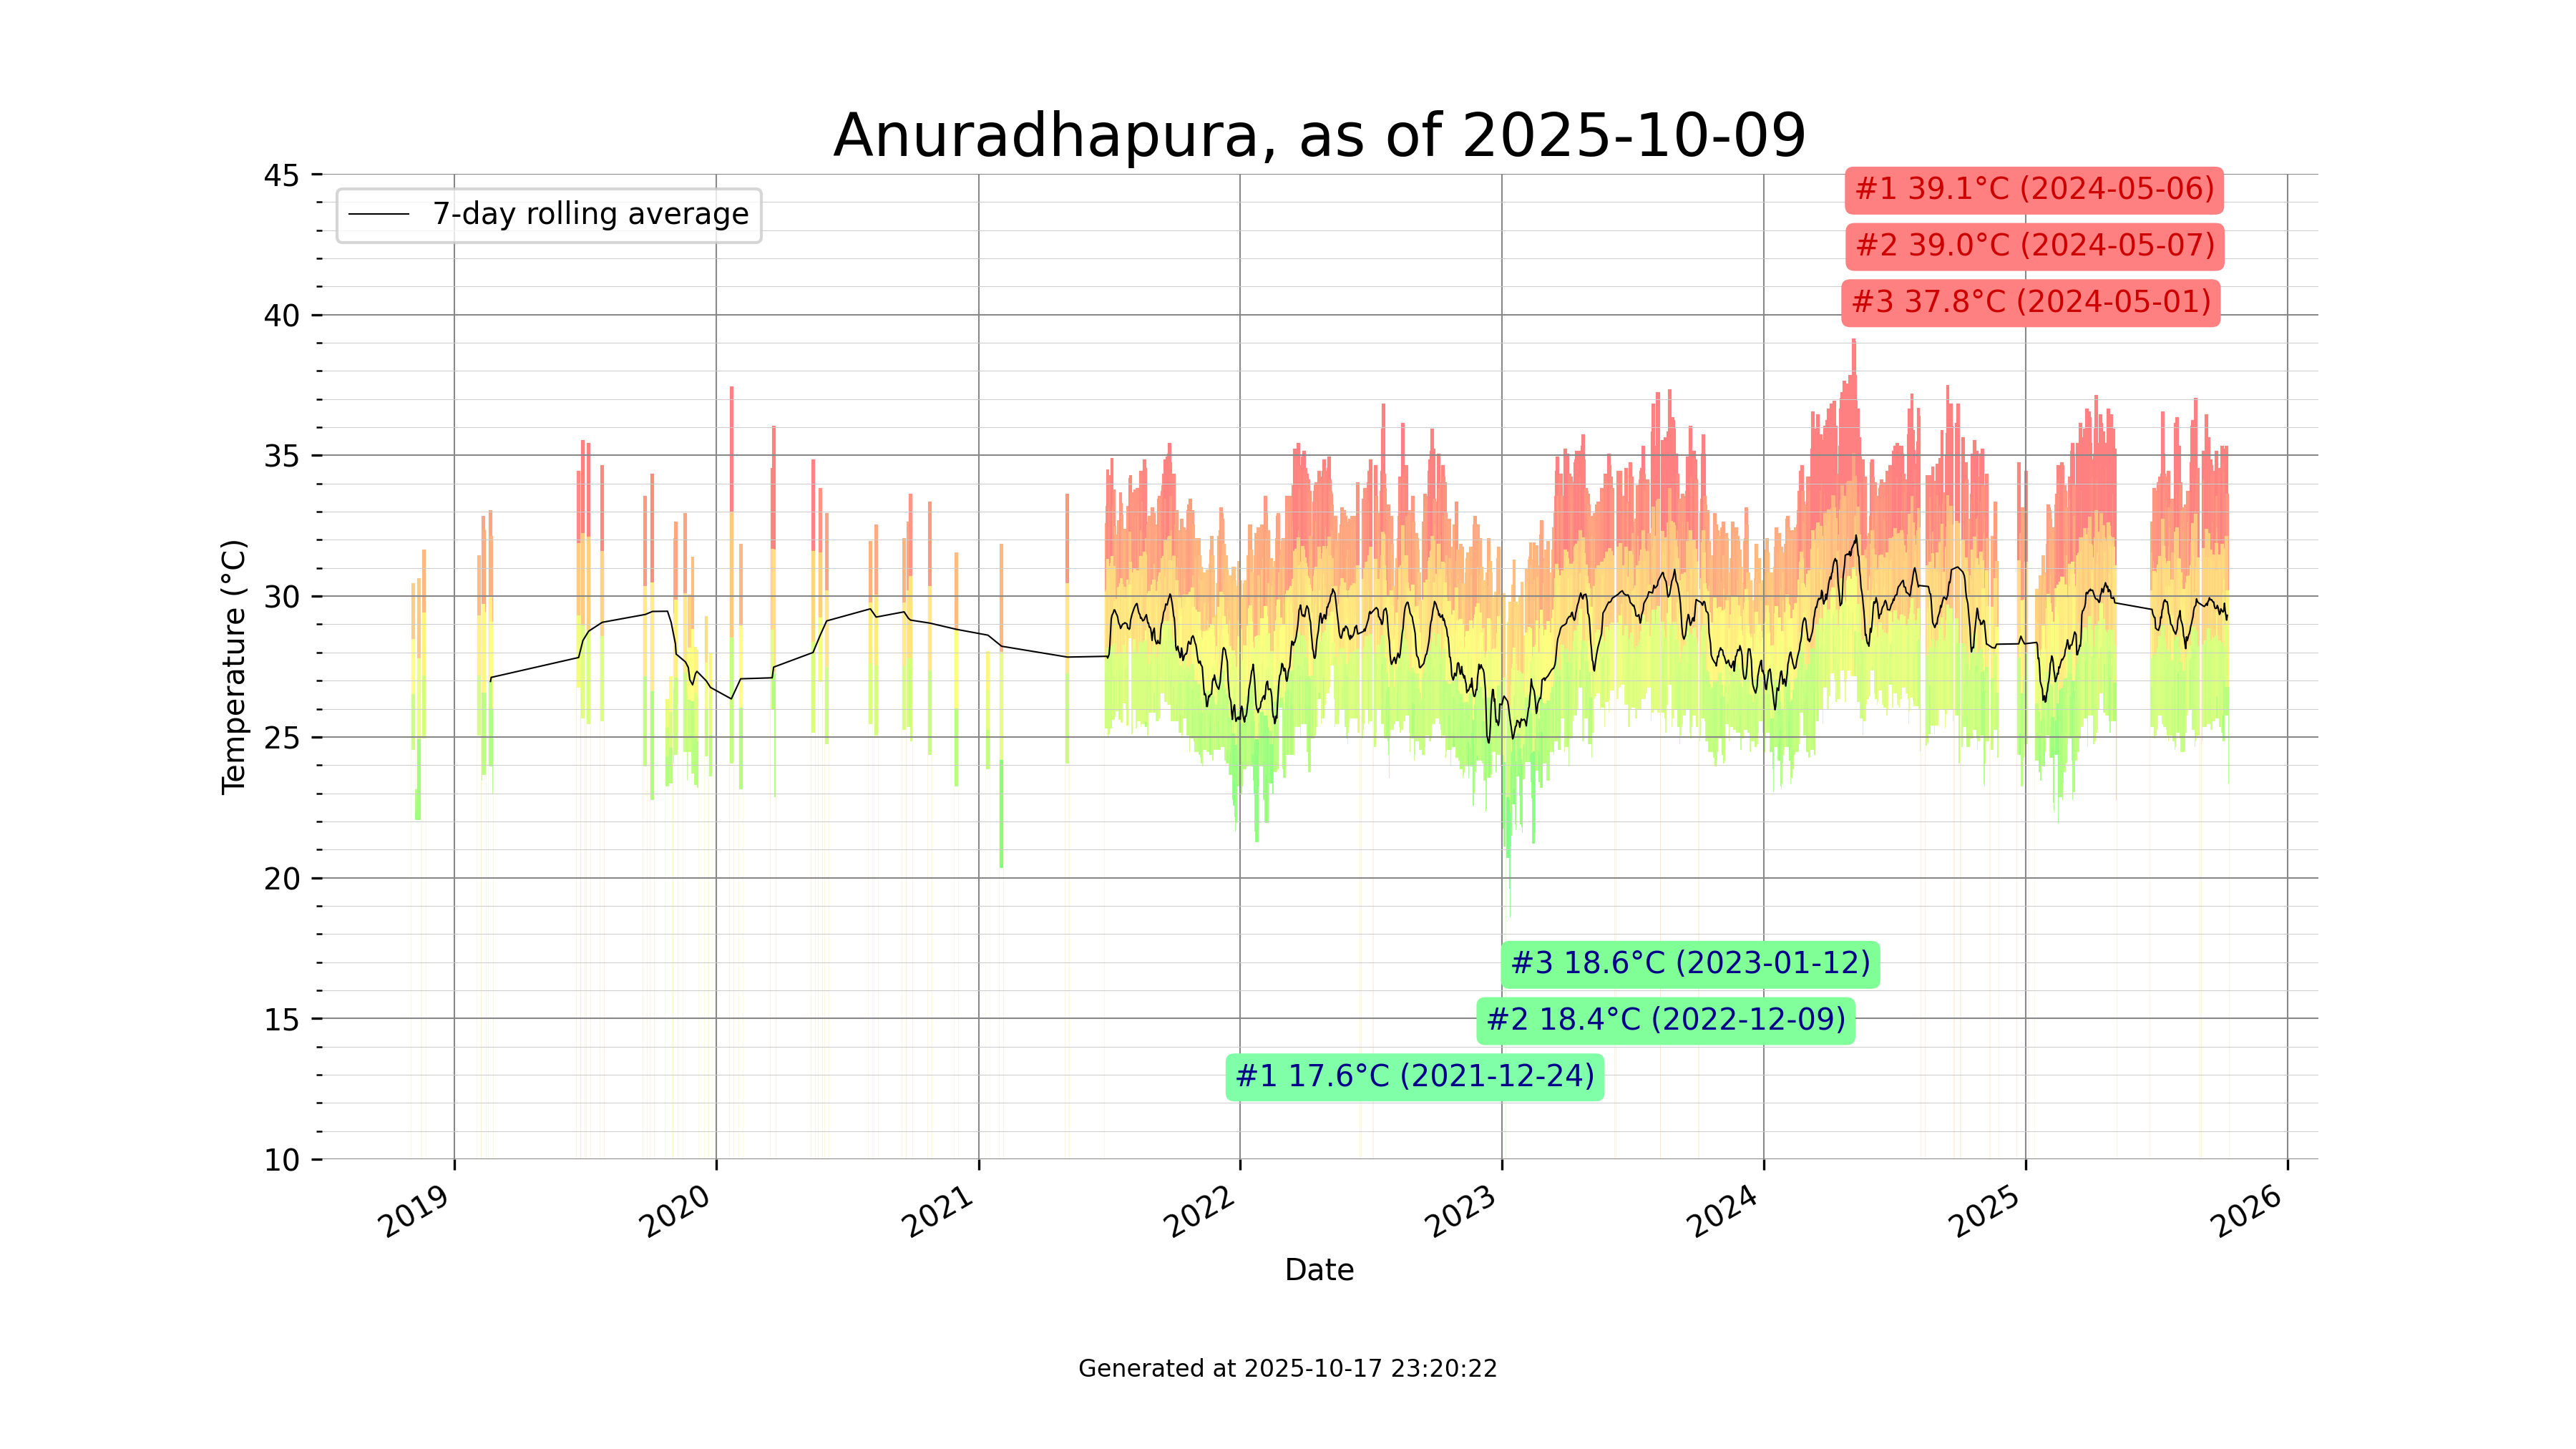 Anuradhapura, as of 2025-10-09
45
40
35
30
25
20
15
10
Temperature (°C)
7-day rolling average
#1 39.1°C (2024-05-06)
#2 39.0°C (2024-05-07)
#3 37.8°C (2024-05-01)
#3 18.6°C (2023-01-12)
#2 18.4°C (2022-12-09)
#1 17.6°C (2021-12-24)
2019
2020
2021
2022
2023
2024
2025
2026
Date
Generated at 2025-10-17 23:20:22